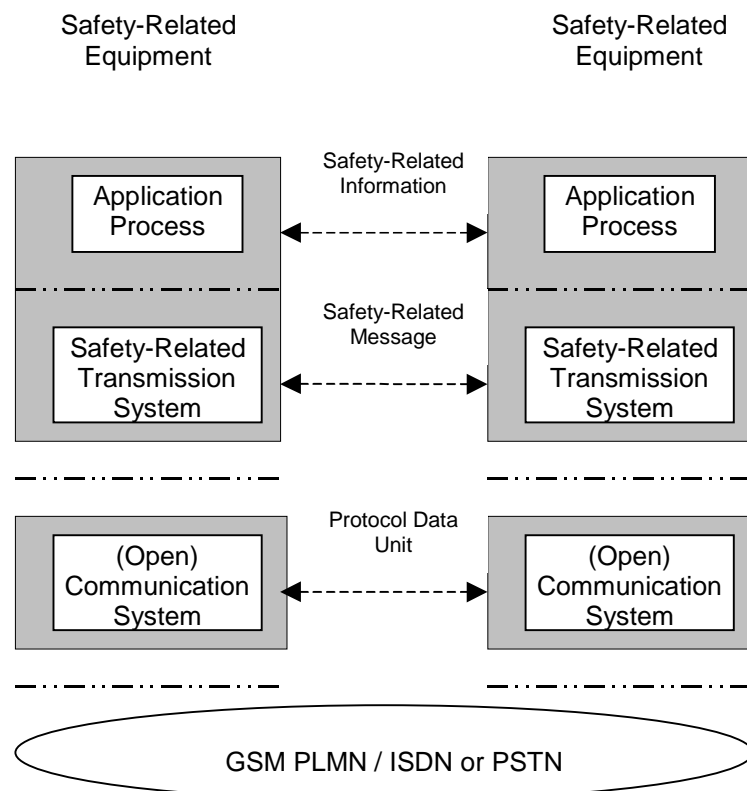 Safety-Related
Equipment
Safety-Related
Equipment
Safety-Related
Information
Application
Process
Application
Process
Safety-Related
Message
Safety-Related
Transmission
System
Safety-Related
Transmission
System
Protocol Data
Unit
(Open)
Communication
System
(Open)
Communication
System
GSM PLMN / ISDN or PSTN